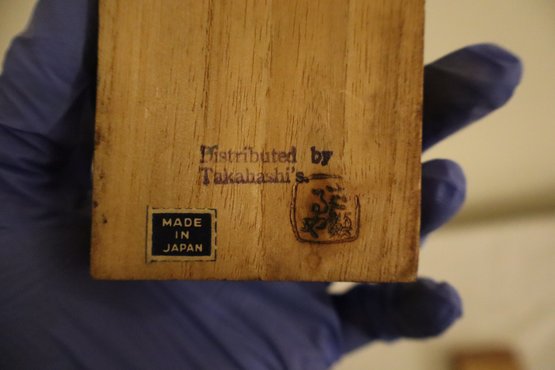 Distributed by
Takahashi's.
MADE
IN
JAPAN